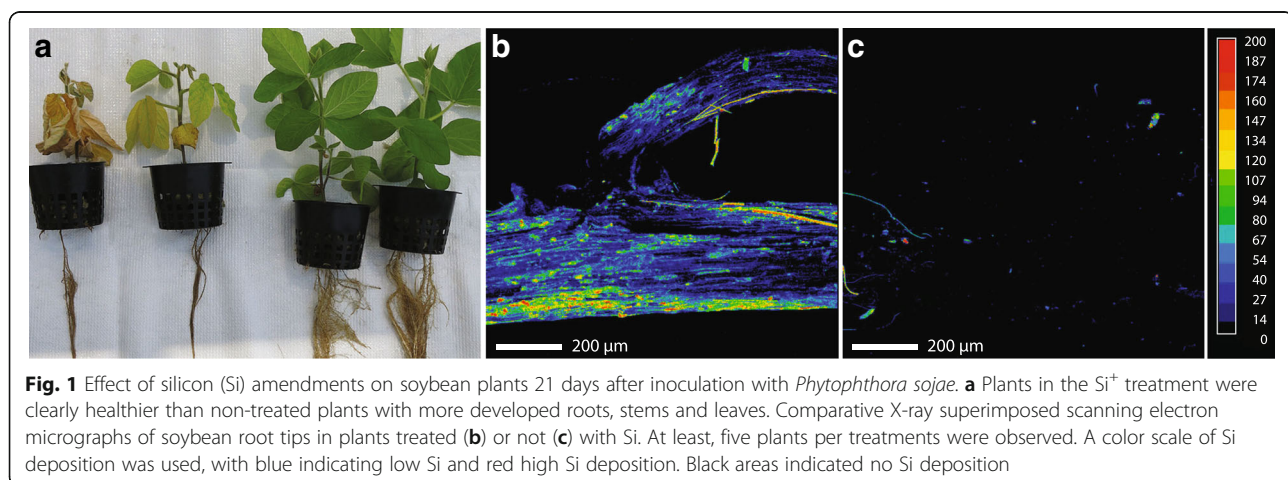 a
b
c
200
187
174
160
147
134
120
107
94
80
67
54
40
27
14
0
200 μm
200 μm
Fig. 1 Effect of silicon (Si) amendments on soybean plants 21 days after inoculation with Phytophthora sojae. a Plants in the Si⁺ treatment were
clearly healthier than non-treated plants with more developed roots, stems and leaves. Comparative X-ray superimposed scanning electron
micrographs of soybean root tips in plants treated (b) or not (c) with Si. At least, five plants per treatments were observed. A color scale of Si
deposition was used, with blue indicating low Si and red high Si deposition. Black areas indicated no Si deposition